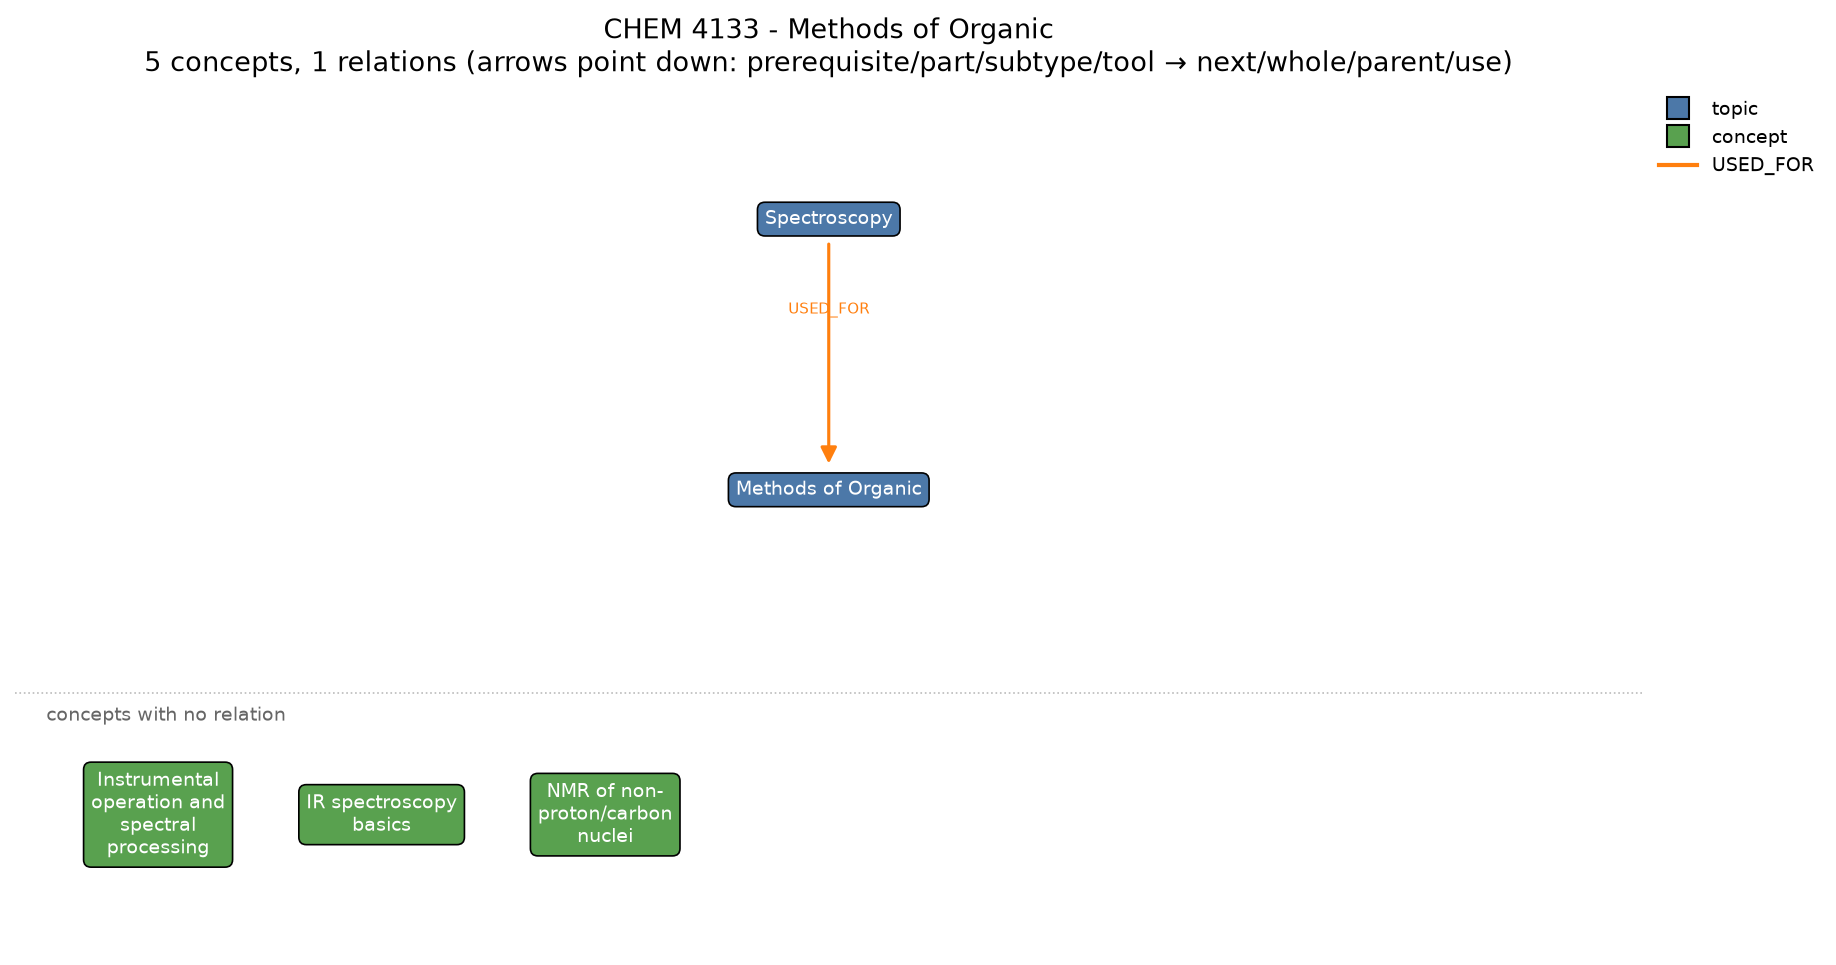 CHEM 4133 - Methods of Organic
5 concepts, 1 relations (arrows point down: prerequisite/part/subtype/tool → next/whole/parent/use)
topic
concept
USED_FOR
Spectroscopy
USED_FOR
Methods of Organic
concepts with no relation
Instrumental
operation and
spectral
processing
IR spectroscopy
basics
NMR of non-
proton/carbon
nuclei